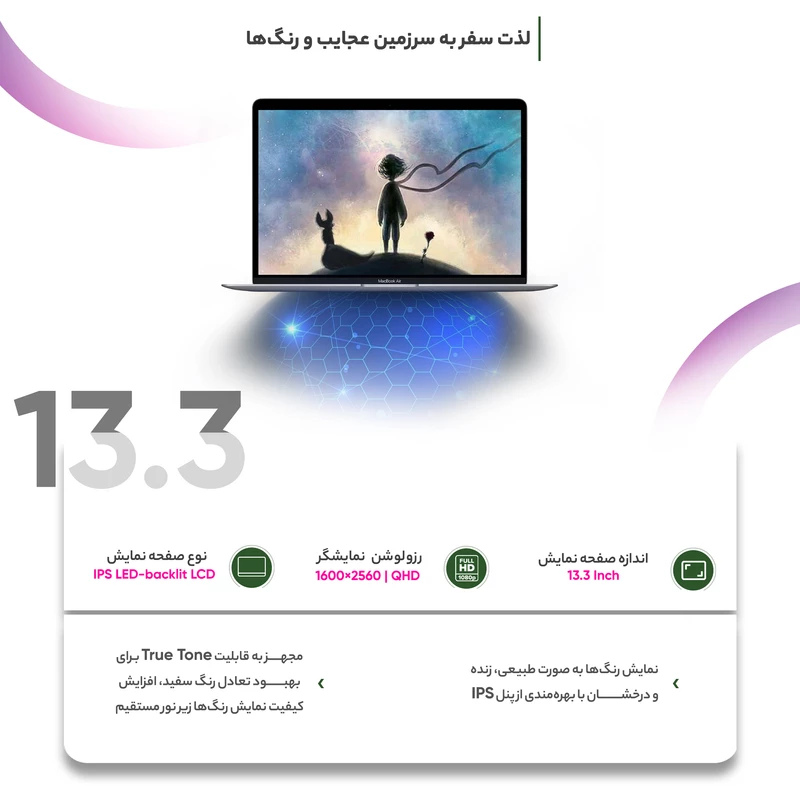 لذت سفر به سرزمین عجایب و رنگ‌ها
MacBook Air
13.3
اندازه صفحه نمایش
13.3 Inch
رزولوشن نمایشگر
1600×2560 | QHD
FULL
HD
1080p
نوع صفحه نمایش
IPS LED-backlit LCD
نمایش رنگ‌ها به صورت طبیعی، زنده
و درخشـــــان با بهره‌مندی از پنل IPS
مجهـــز به قابلیت True Tone برای
بهبـــــود تعادل رنگ سفید، افزایش
کیفیت نمایش رنگ‌ها زیر نور مستقیم